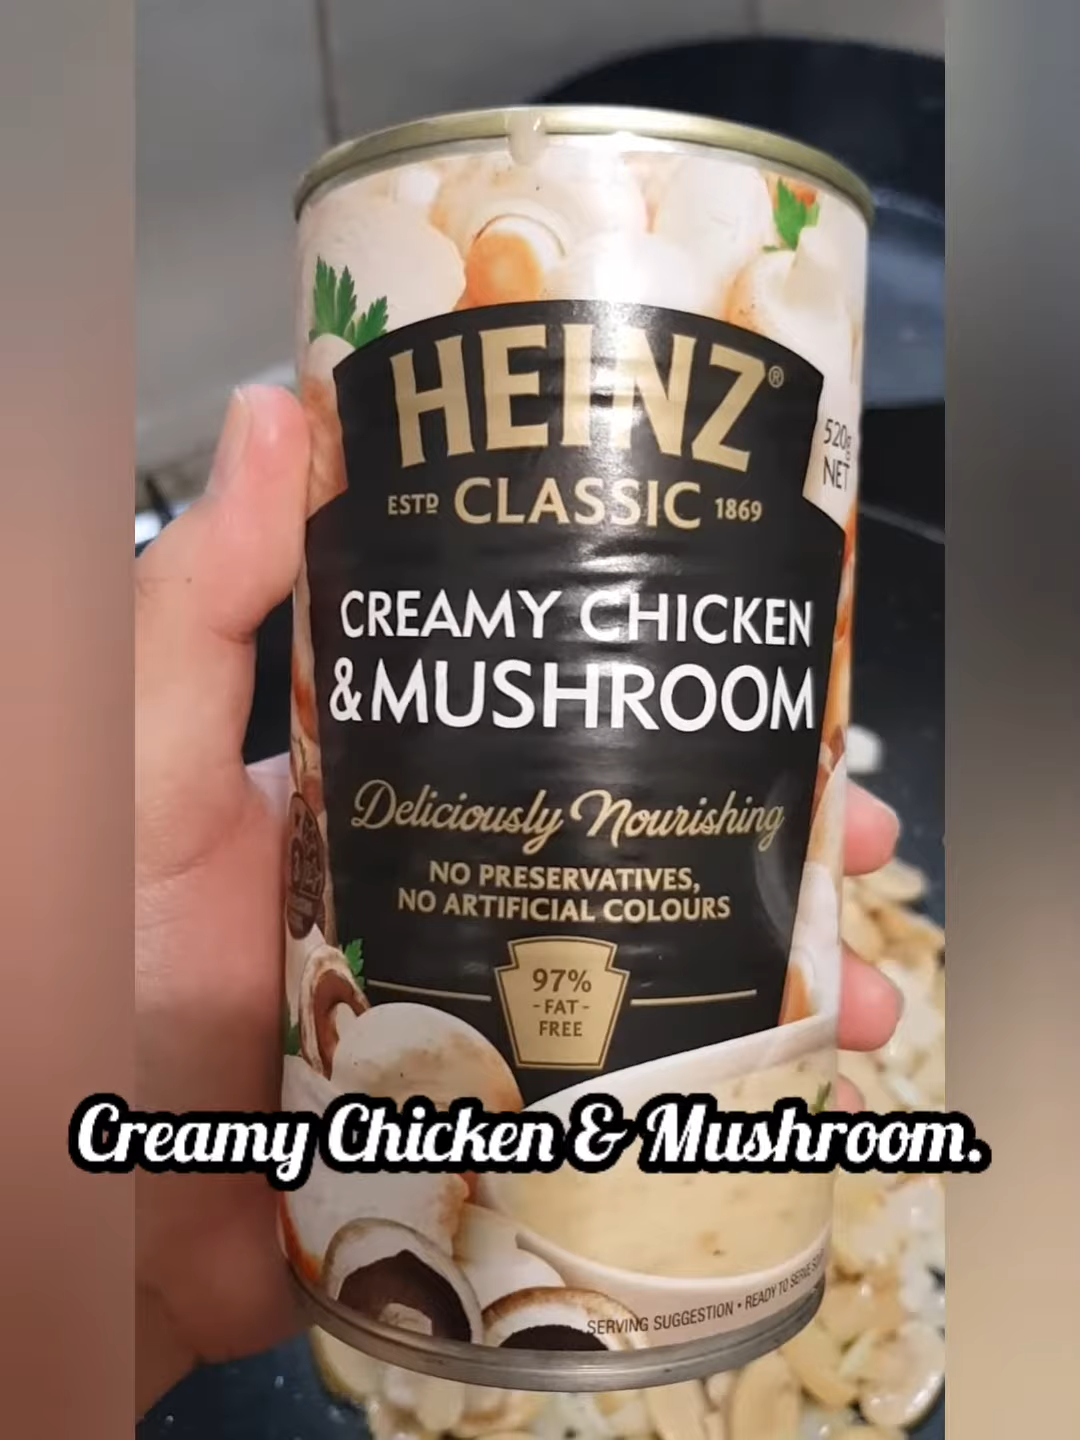 HEINZ®
ESTD CLASSIC 1869
520g
NET
CREAMY CHICKEN
& MUSHROOM
Deliciously Nourishing
NO PRESERVATIVES,
NO ARTIFICIAL COLOURS
97%
-FAT-
FREE
Creamy Chicken & Mushroom.
SERVING SUGGESTION • READY TO SERVE